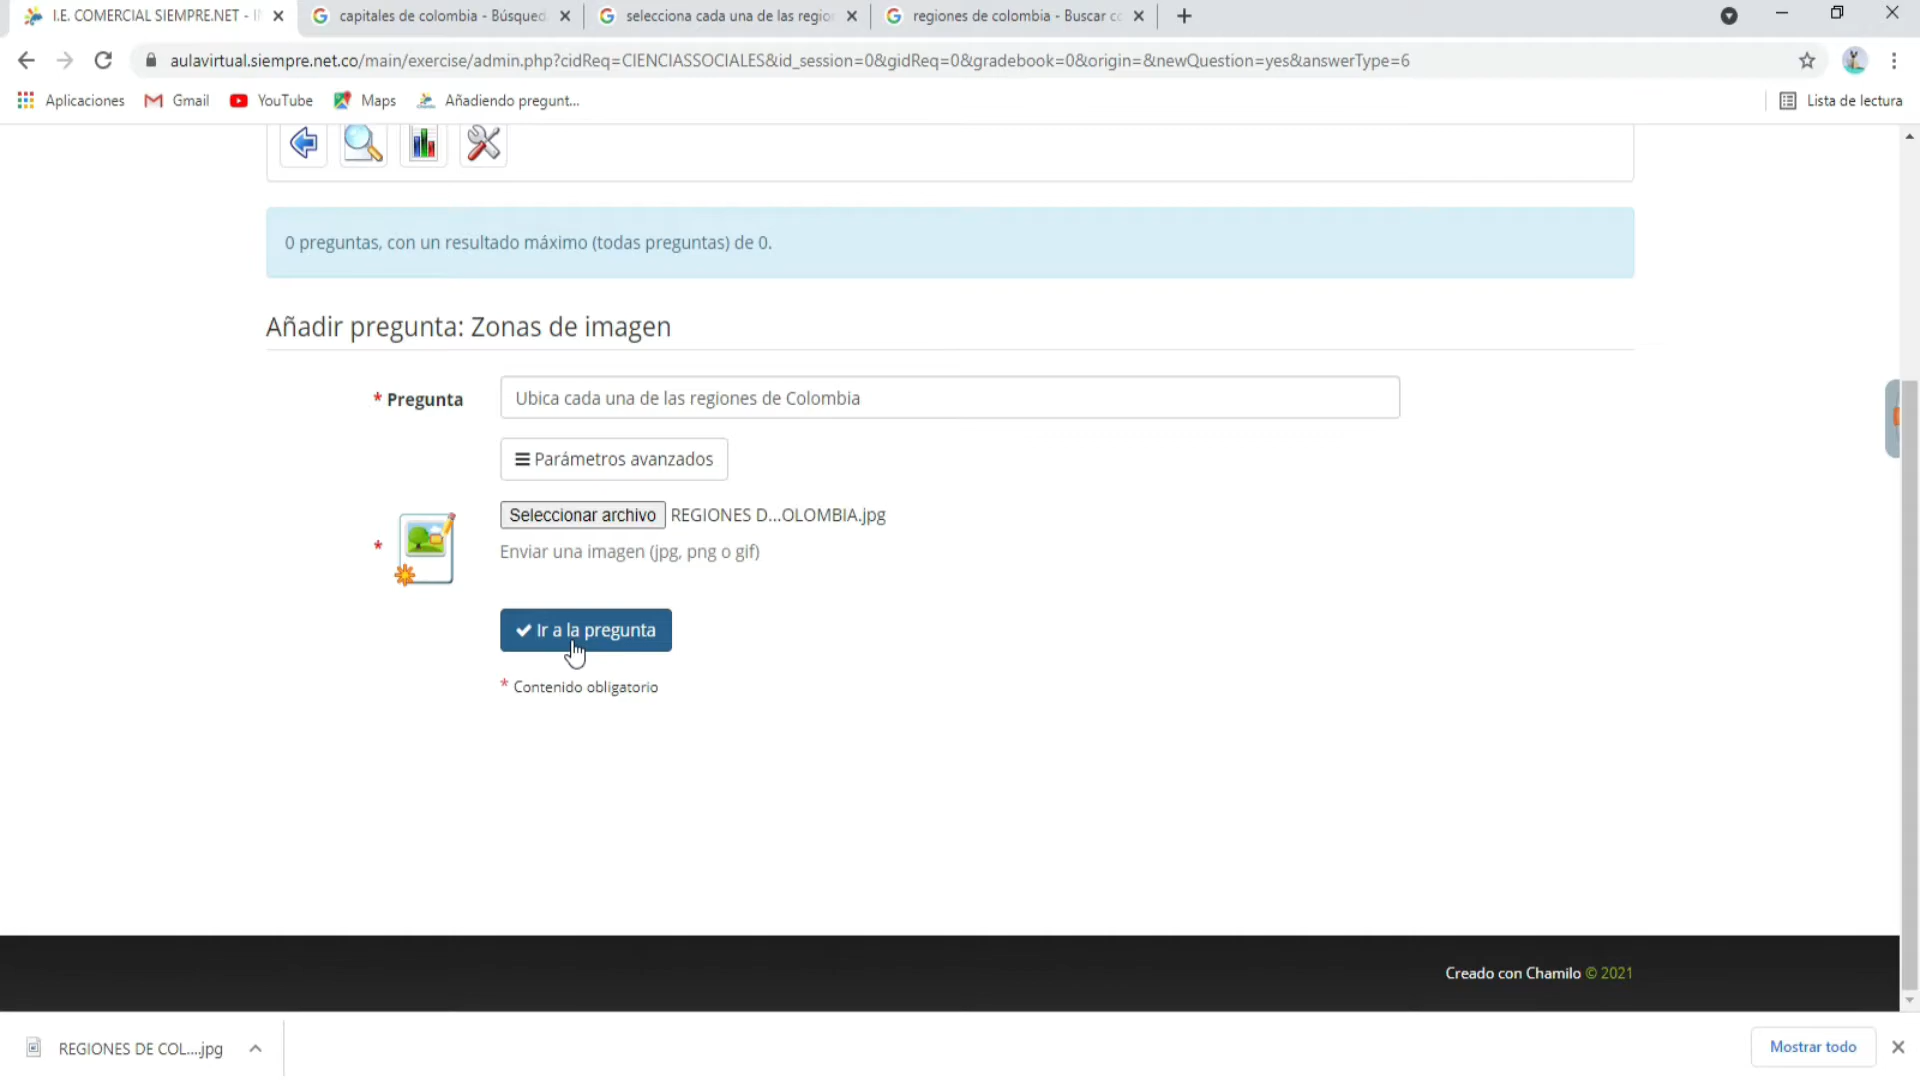 I.E. COMERCIAL SIEMPRE.NET - I
capitales de colombia - Búsqued
selecciona cada una de las regio
regiones de colombia - Buscar c
aulavirtual.siempre.net.co/main/exercise/admin.php?cidReq=CIENCIASSOCIALES&id_session=0&gidReq=0&gradebook=0&origin=&newQuestion=yes&answerType=6
Aplicaciones
Gmail
YouTube
Maps
Añadiendo pregunt...
Lista de lectura
0 preguntas, con un resultado máximo (todas preguntas) de 0.
Añadir pregunta: Zonas de imagen
* Pregunta
Ubica cada una de las regiones de Colombia
Parámetros avanzados
Seleccionar archivo REGIONES D...OLOMBIA.jpg
*
Enviar una imagen (jpg, png o gif)
Ir a la pregunta
* Contenido obligatorio
Creado con Chamilo © 2021
REGIONES DE COL....jpg
Mostrar todo